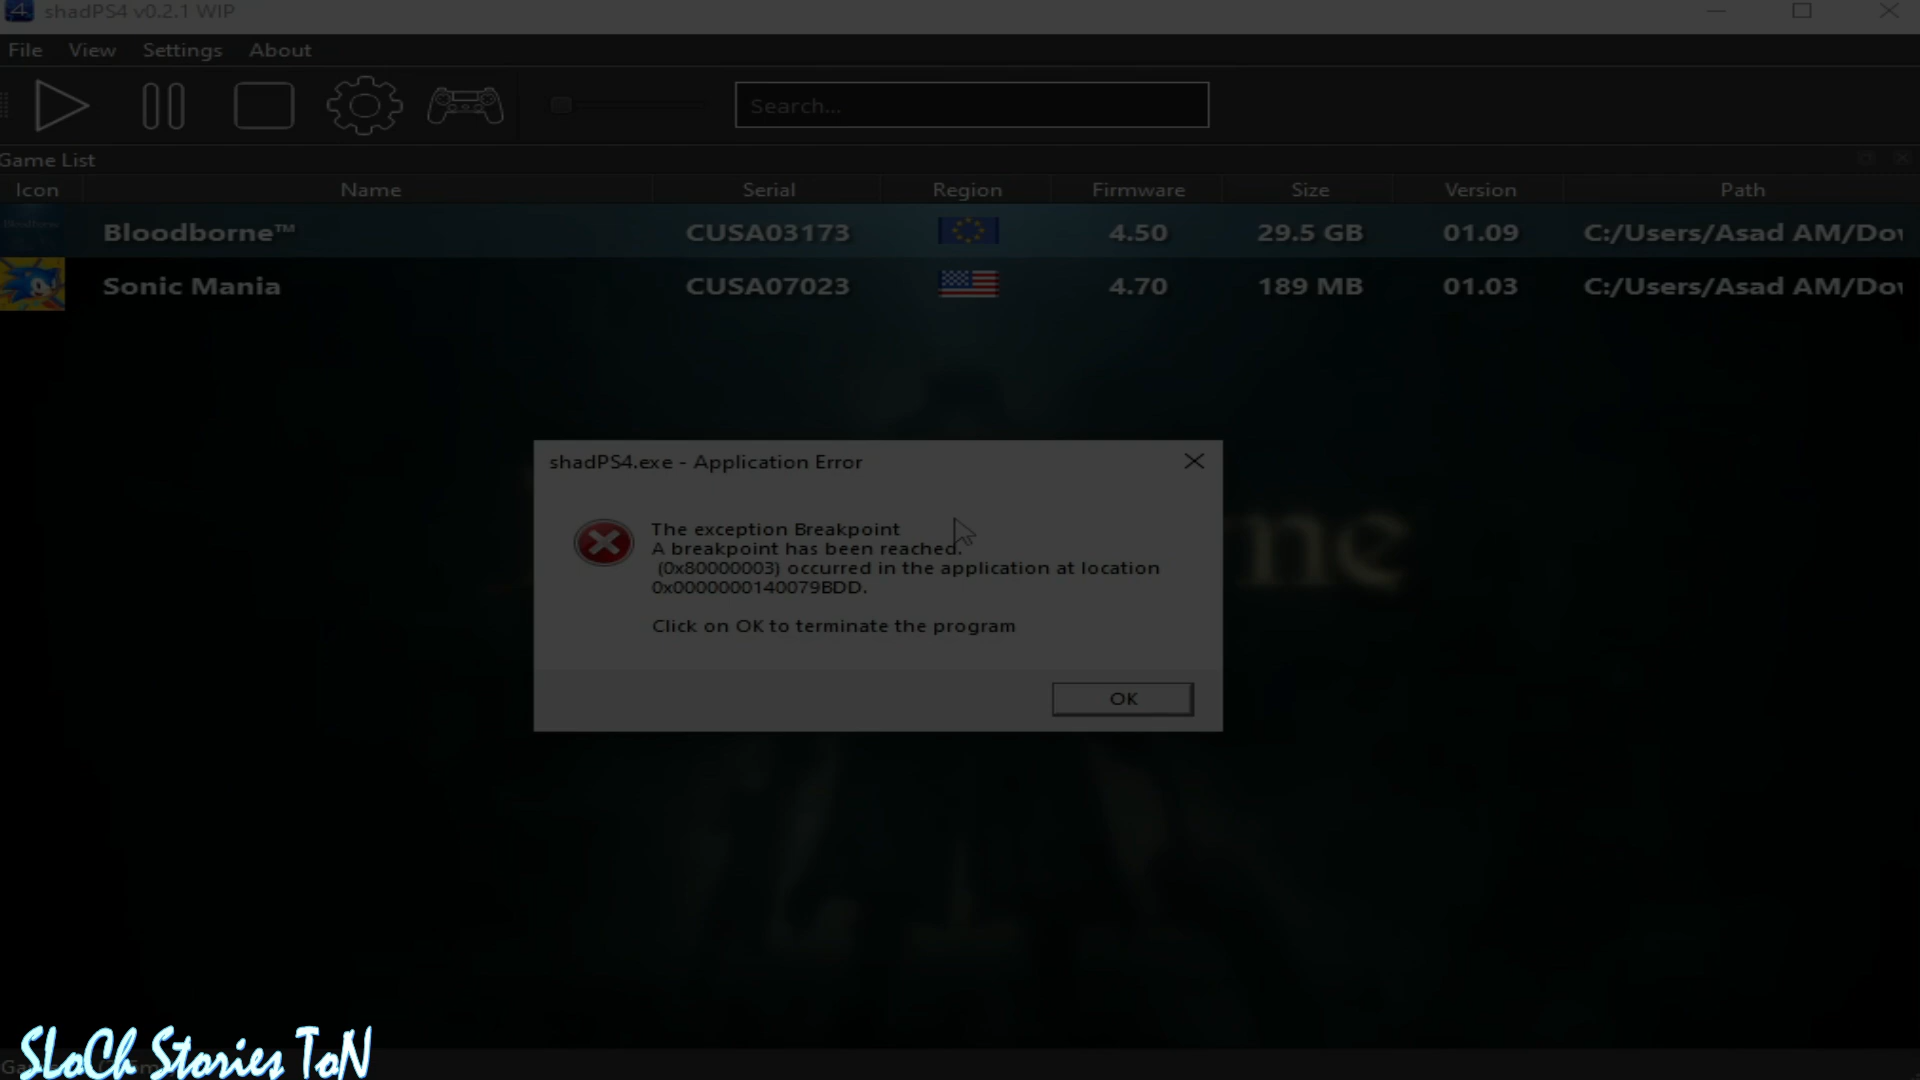 shadPS4 v0.2.1 WIP
File View Settings About
Search...
Game List
Icon Name Serial Region Firmware Size Version Path
Bloodborne™ CUSA03173 4.50 29.5 GB 01.09 C:/Users/Asad AM/Dov
Sonic Mania CUSA07023 4.70 189 MB 01.03 C:/Users/Asad AM/Dov
shadPS4.exe - Application Error
The exception Breakpoint
A breakpoint has been reached.
(0x80000003) occurred in the application at location
0x0000000140079BDD.
Click on OK to terminate the program
OK
SLoCh Stories ToN